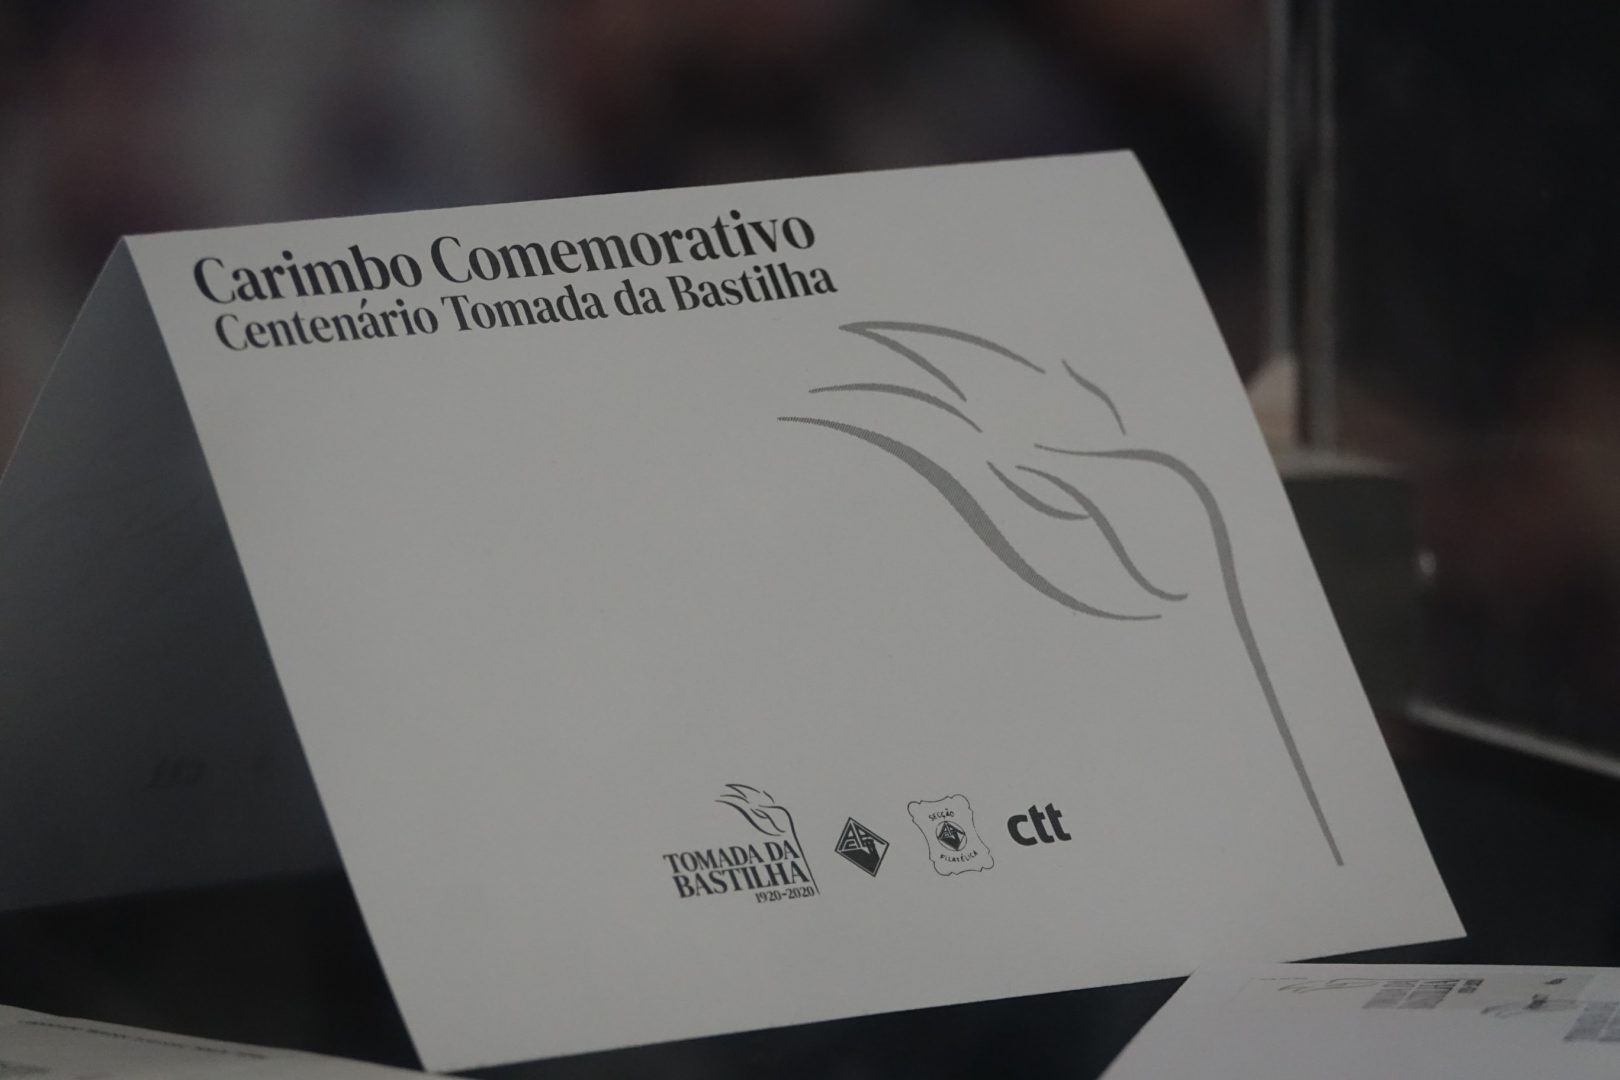 Carimbo Comemorativo
Centenário Tomada da Bastilha
TOMADA DA
BASTILHA
1920-2020
SECÇÃO
FILATÉLICA
ctt